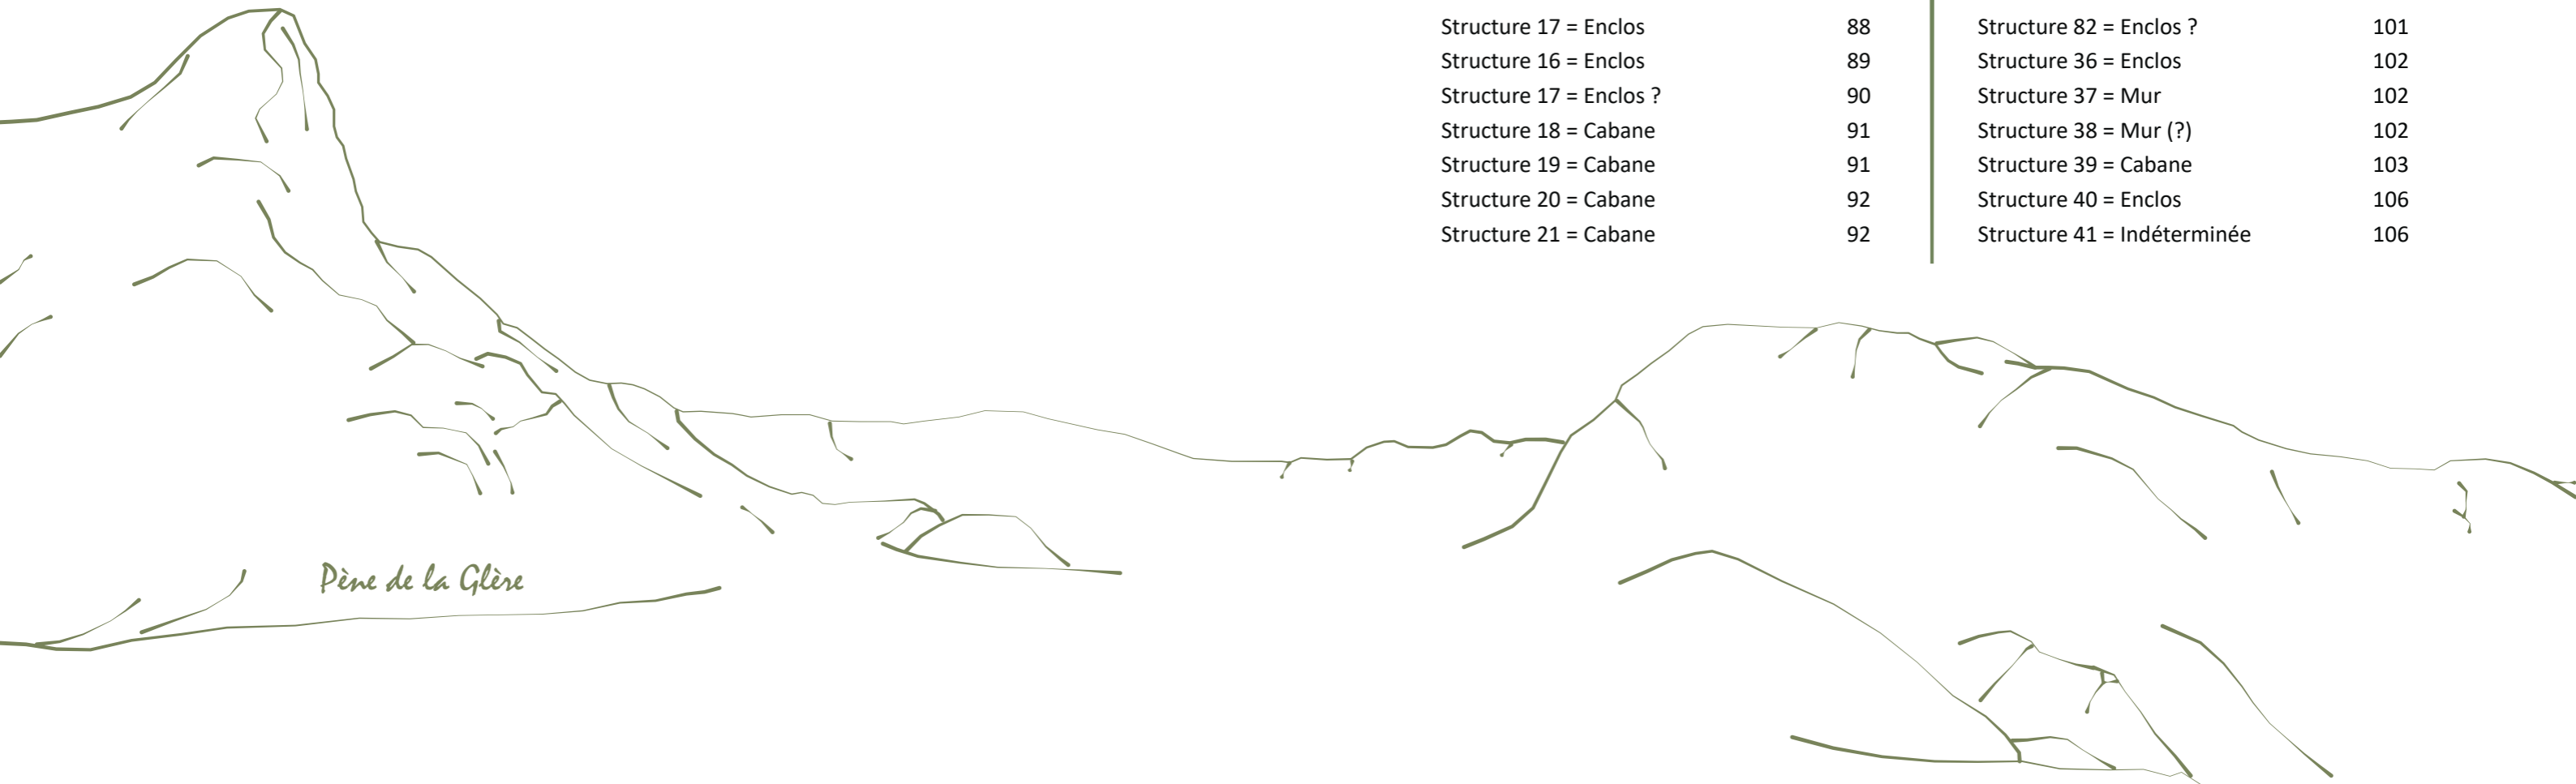 Structure 17 = Enclos 88
Structure 16 = Enclos 89
Structure 17 = Enclos ? 90
Structure 18 = Cabane 91
Structure 19 = Cabane 91
Structure 20 = Cabane 92
Structure 21 = Cabane 92
Structure 82 = Enclos ? 101
Structure 36 = Enclos 102
Structure 37 = Mur 102
Structure 38 = Mur (?) 102
Structure 39 = Cabane 103
Structure 40 = Enclos 106
Structure 41 = Indéterminée 106
Pène de la Glère